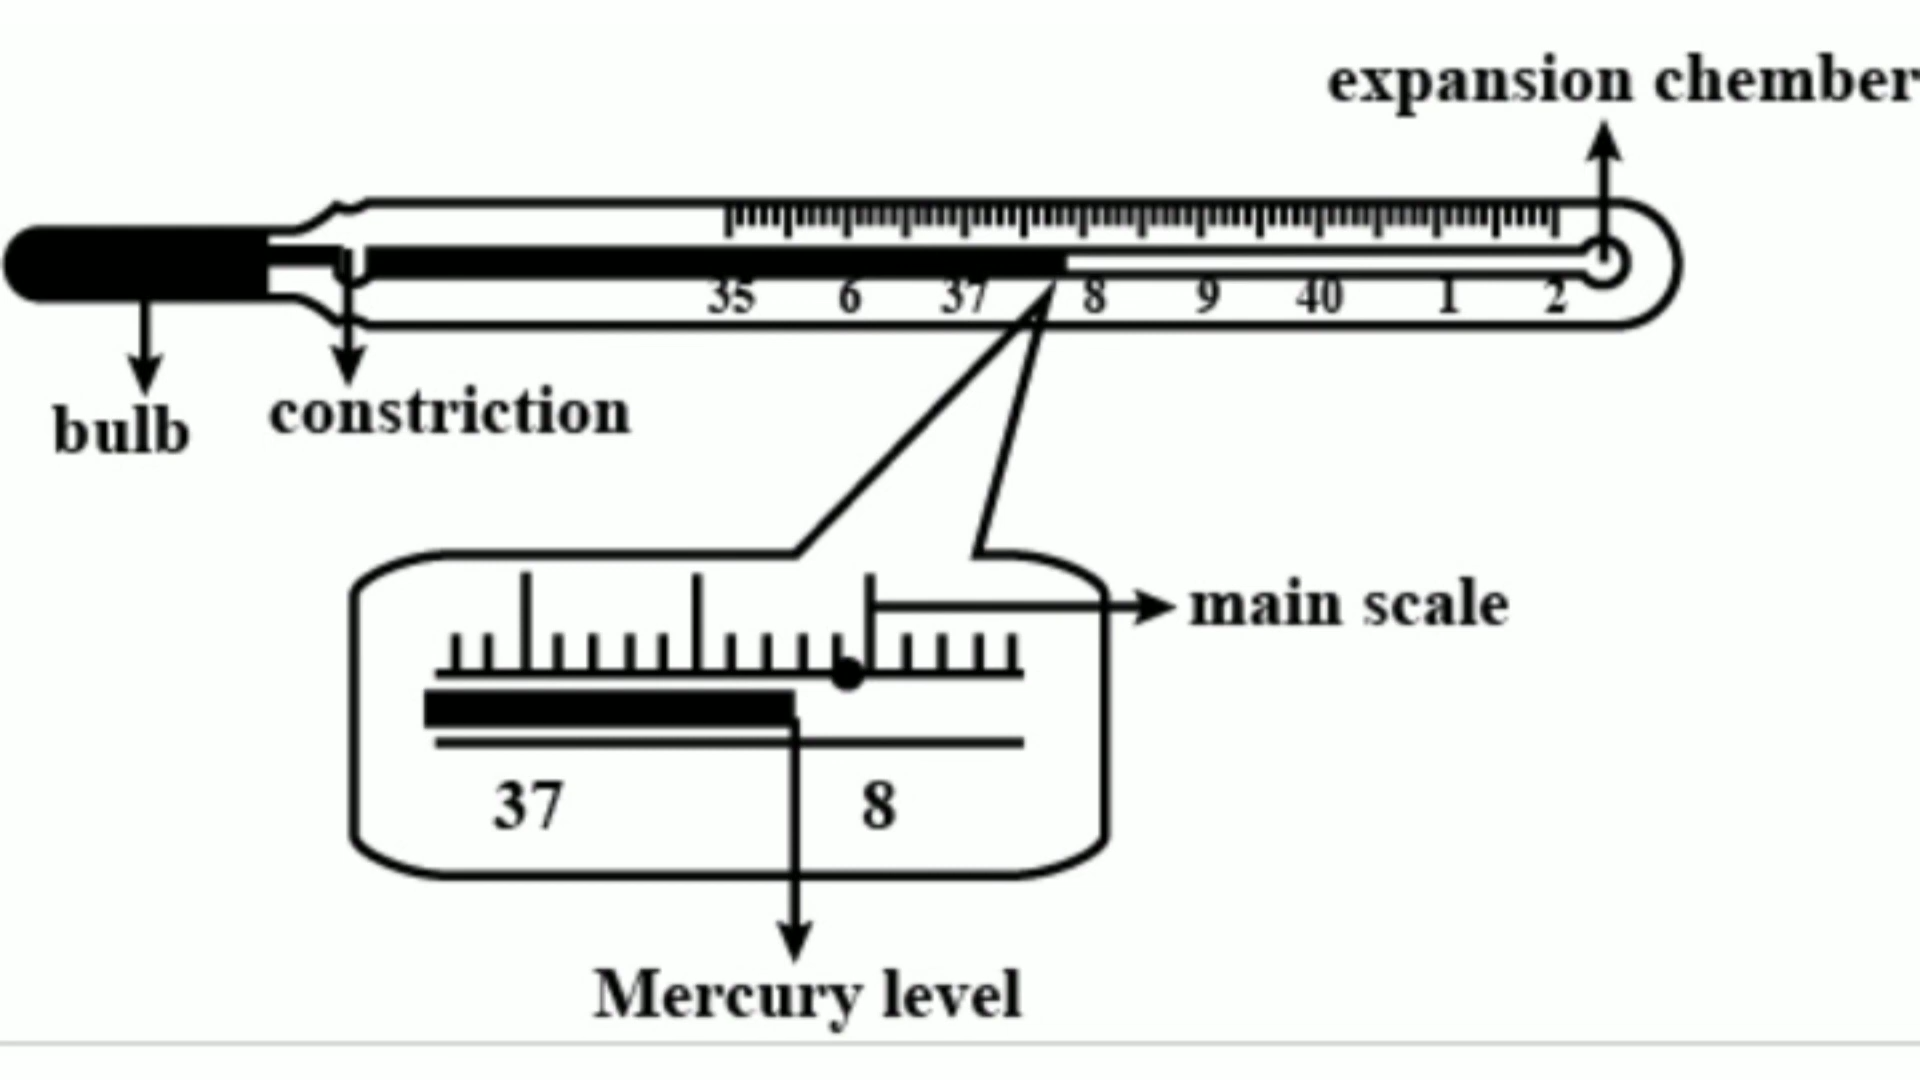 expansion chember
35 6 37 8 9 40 1 2
bulb
constriction
main scale
37 8
Mercury level